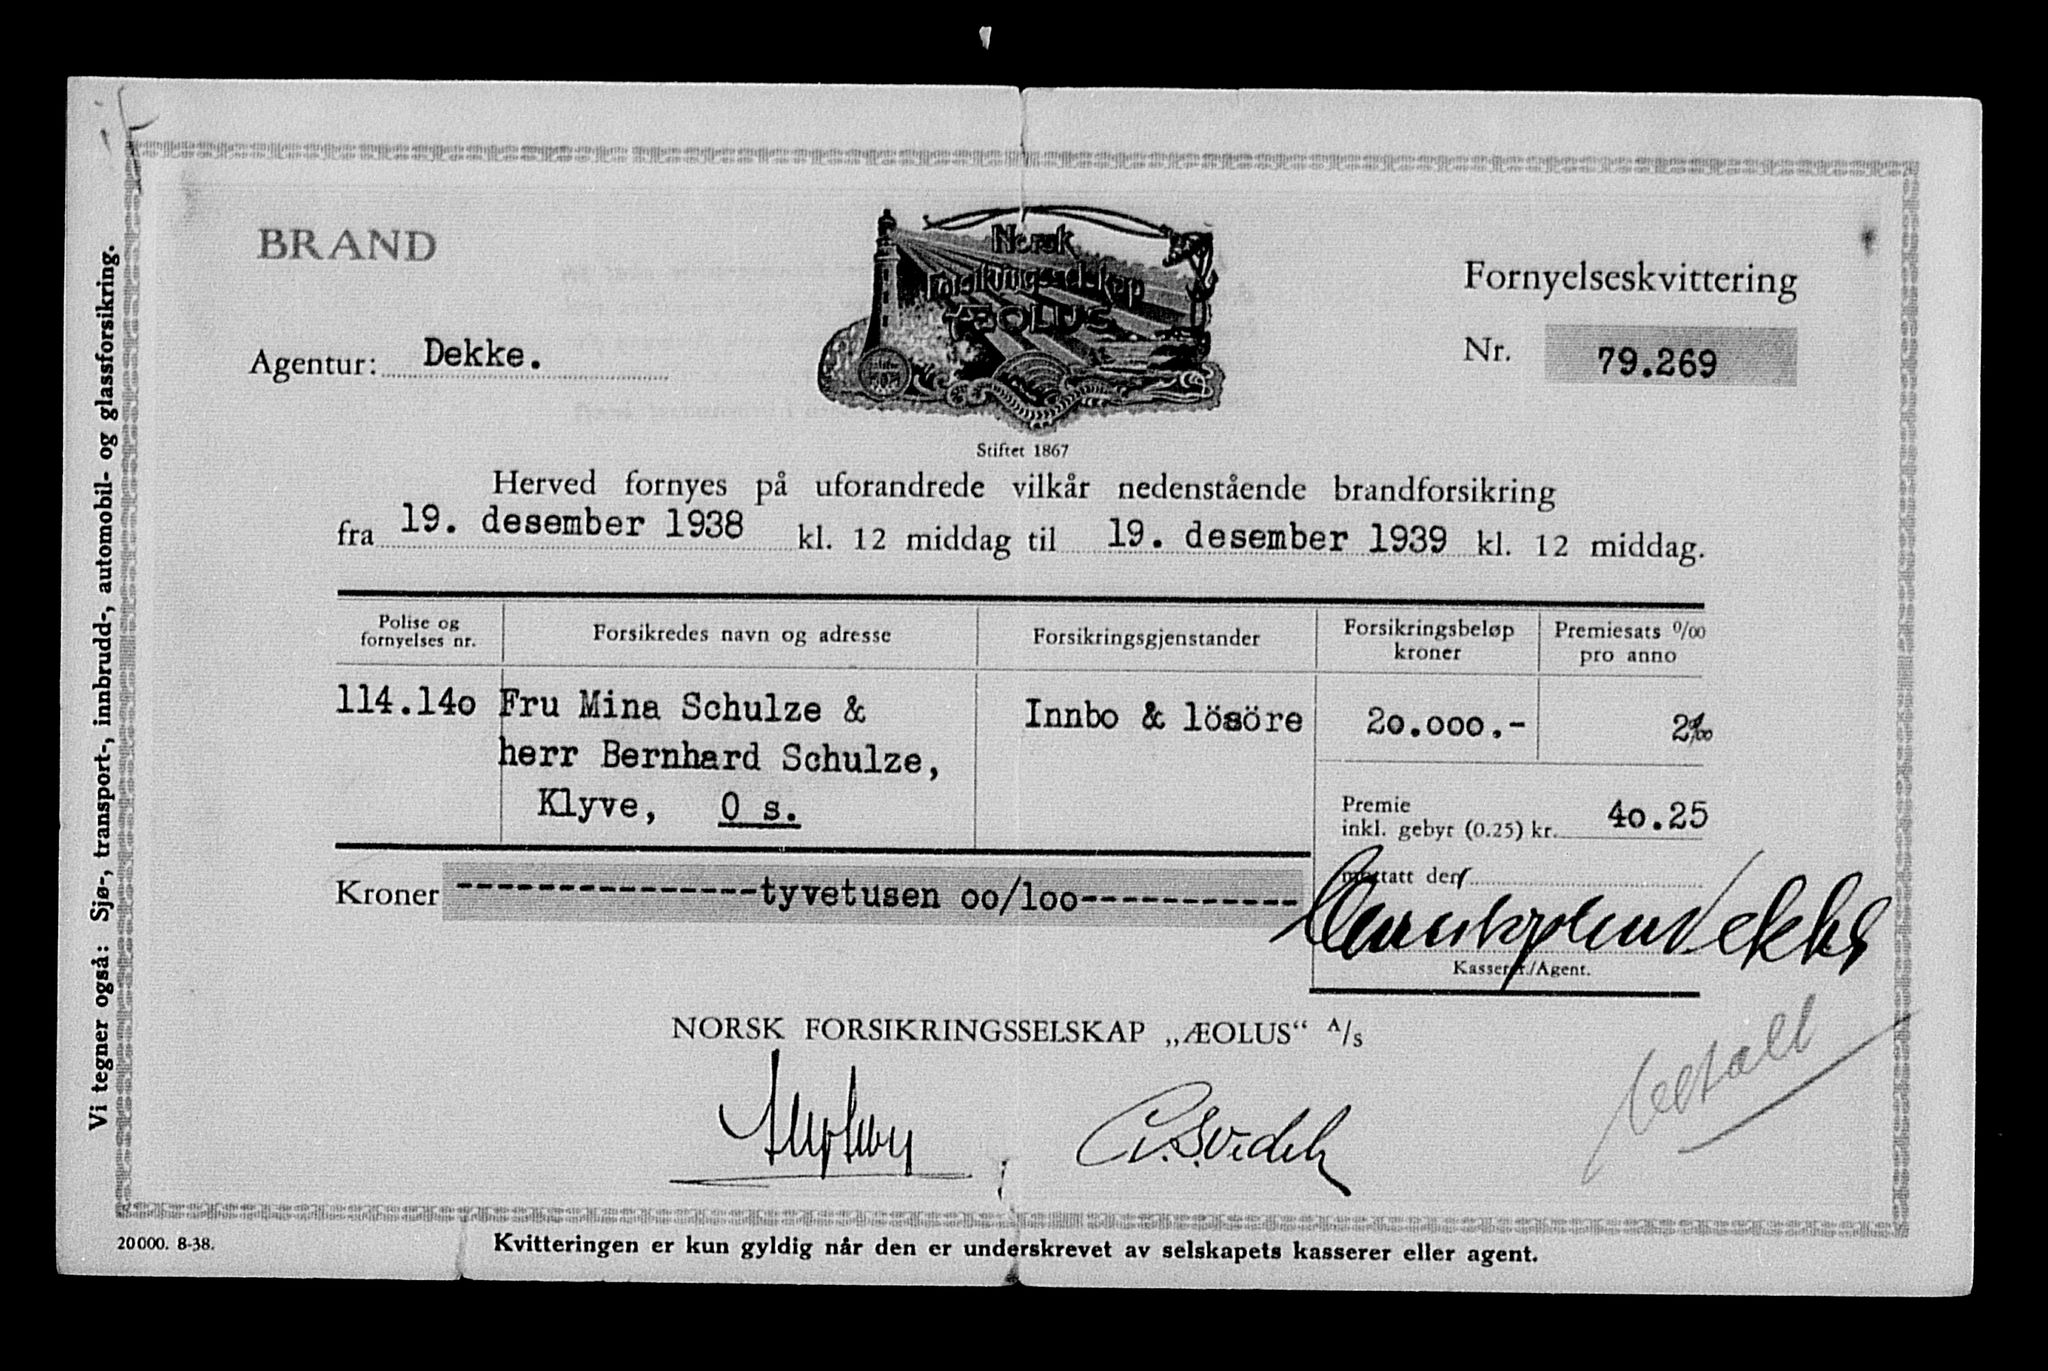 BRAND
Norsk
Forsikringsselskap
ÆOLUS
Stiftet 1867
Agentur: Dekke.
Fornyelseskvittering
Nr. 79.269
Herved fornyes på uforandrede vilkår nedenstående brandforsikring
fra 19. desember 1938 kl. 12 middag til 19. desember 1939 kl. 12 middag.
Polise og
fornyelses nr.
Forsikredes navn og adresse
Forsikringsgjenstander
Forsikringsbeløp
kroner
Premiesats ⁰/₀₀
pro anno
114.14o Fru Mina Schulze & Innbo & lösöre 2o.ooo.- 2‰
herr Bernhard Schulze,
Klyve, O s.
Premie
inkl. gebyr (0.25) kr. 4o.25
mottatt den
Kroner ---------------tyvetusen oo/loo-----------
Kasserer/Agent.
NORSK FORSIKRINGSSELSKAP „ÆOLUS“ A/s
betalt
20000. 8-38.
Kvitteringen er kun gyldig når den er underskrevet av selskapets kasserer eller agent.
Vi tegner også: Sjø-, transport-, innbrudd-, automobil- og glassforsikring.